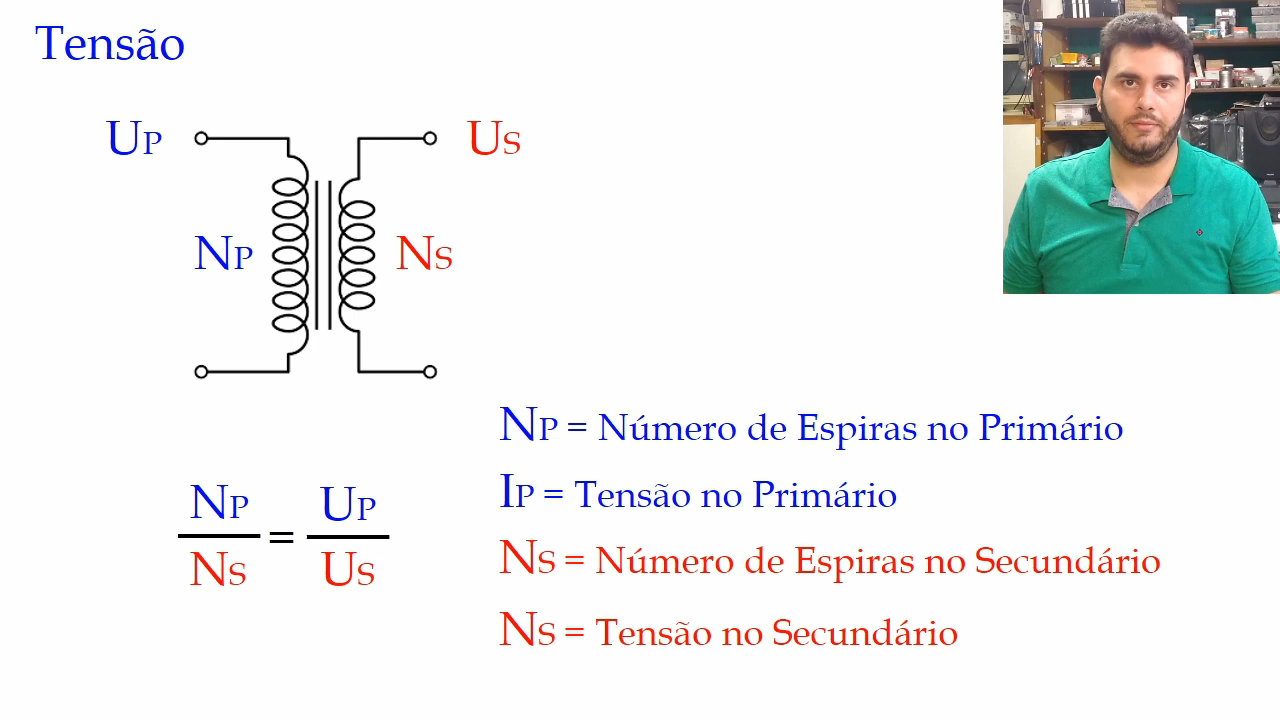 Tensão
UP US
NP NS
NP = Número de Espiras no Primário
IP = Tensão no Primário
NP / NS = UP / US
NS = Número de Espiras no Secundário
NS = Tensão no Secundário